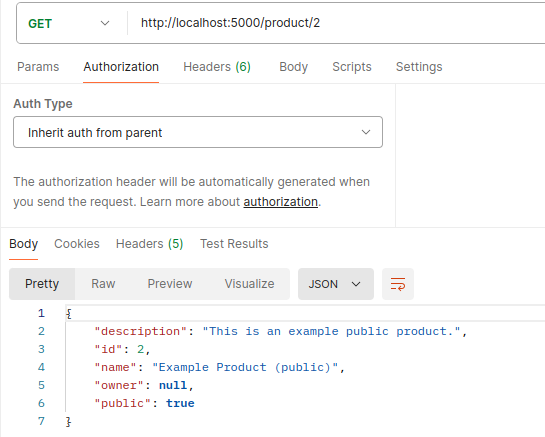 GET http://localhost:5000/product/2
Params Authorization Headers (6) Body Scripts Settings
Auth Type
Inherit auth from parent
The authorization header will be automatically generated when
you send the request. Learn more about authorization.
Body Cookies Headers (5) Test Results
Pretty Raw Preview Visualize JSON
1 {
2 "description": "This is an example public product.",
3 "id": 2,
4 "name": "Example Product (public)",
5 "owner": null,
6 "public": true
7 }